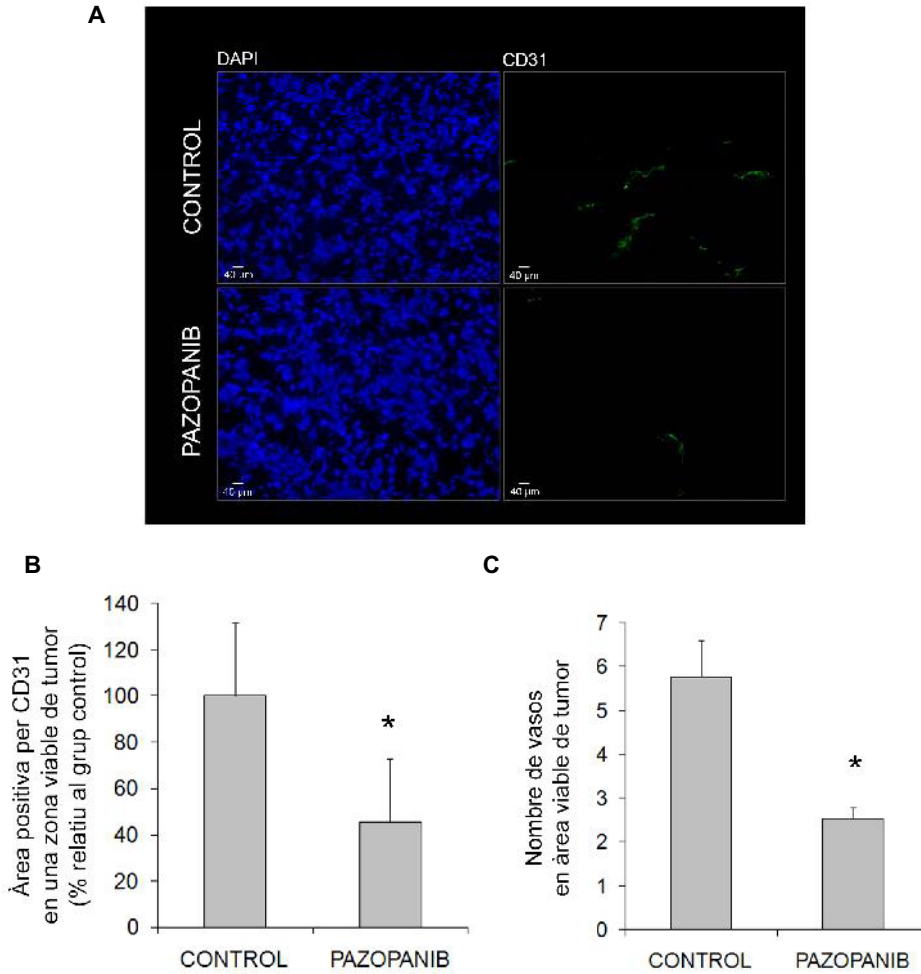 A
DAPI
CD31
CONTROL
40 µm
40 µm
PAZOPANIB
40 µm
40 µm
B
Àrea positiva per CD31
en una zona viable de tumor
(% relatiu al grup control)
140
120
100
80
60
40
20
0
*
CONTROL
PAZOPANIB
C
Nombre de vasos
en àrea viable de tumor
7
6
5
4
3
2
1
0
*
CONTROL
PAZOPANIB